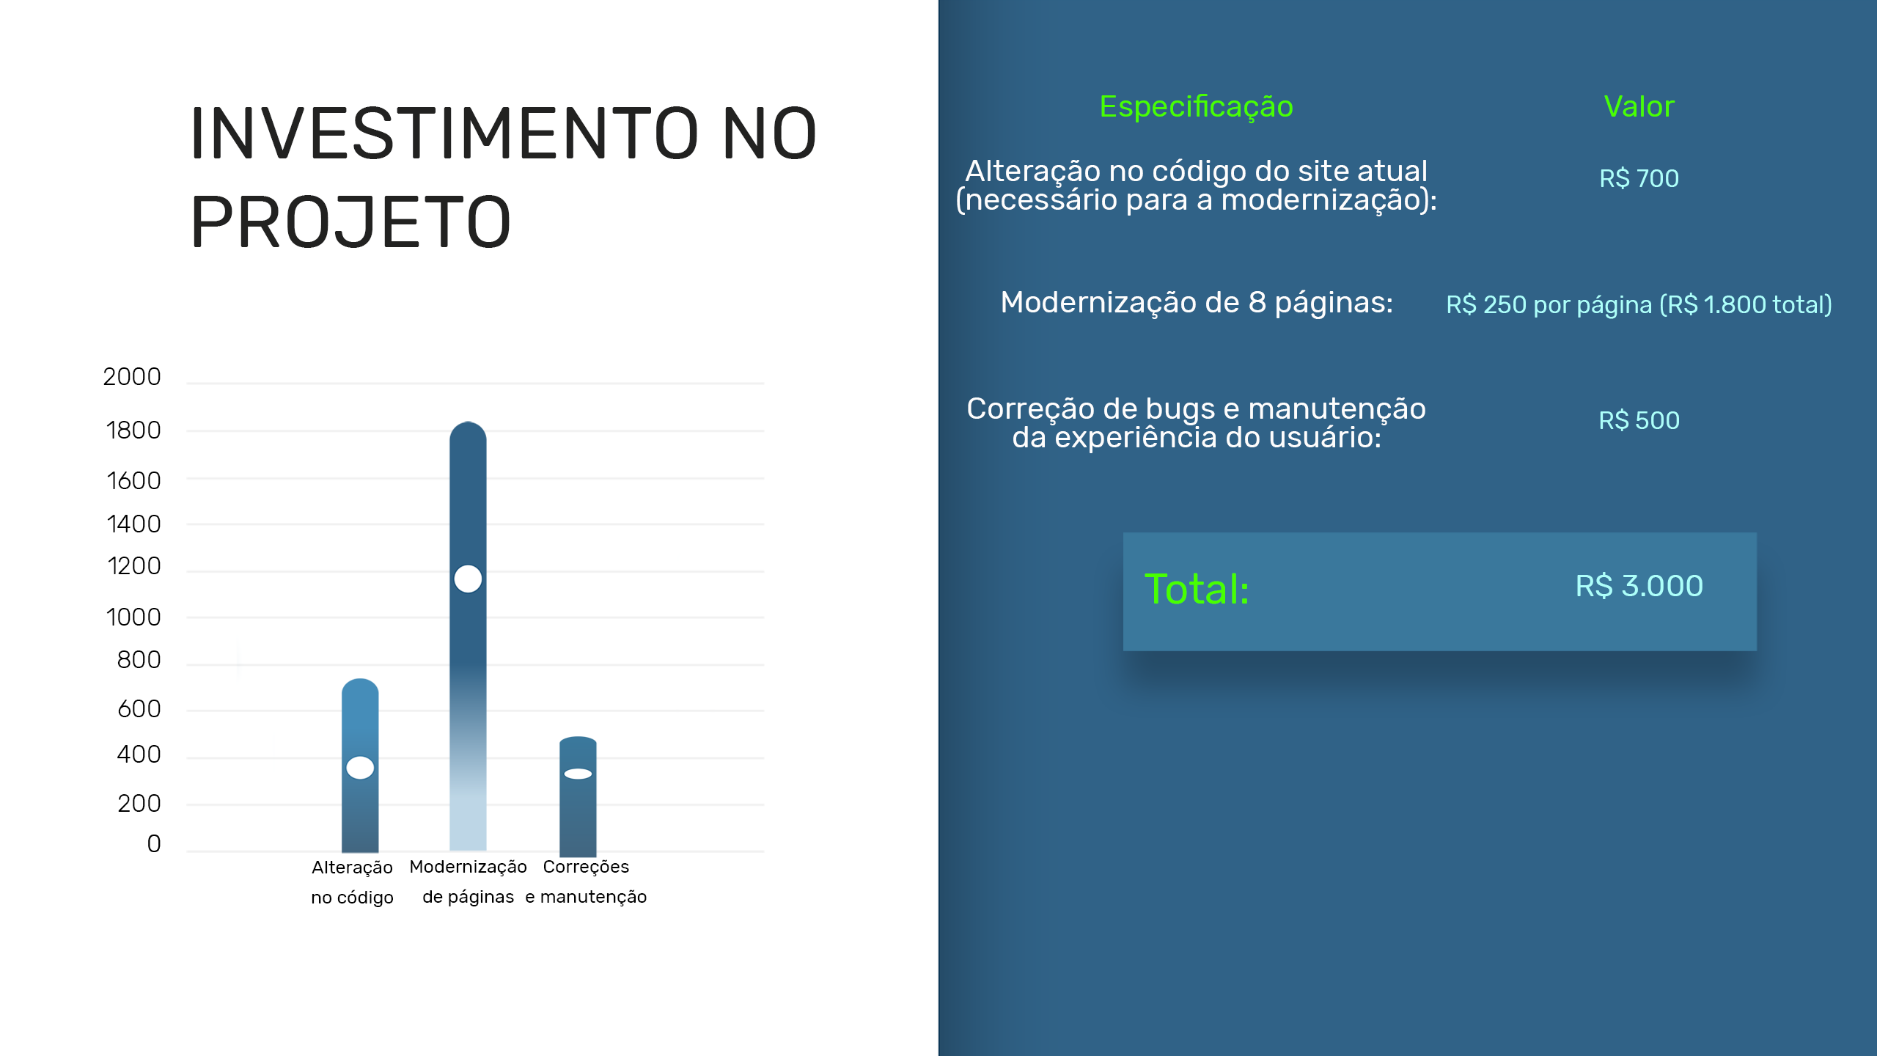 INVESTIMENTO NO
PROJETO
2000
1800
1600
1400
1200
1000
800
600
400
200
0
Alteração
no código
Modernização
de páginas
Correções
e manutenção
Especificação Valor
Alteração no código do site atual
(necessário para a modernização):
R$ 700
Modernização de 8 páginas: R$ 250 por página (R$ 1.800 total)
Correção de bugs e manutenção
da experiência do usuário:
R$ 500
Total: R$ 3.000